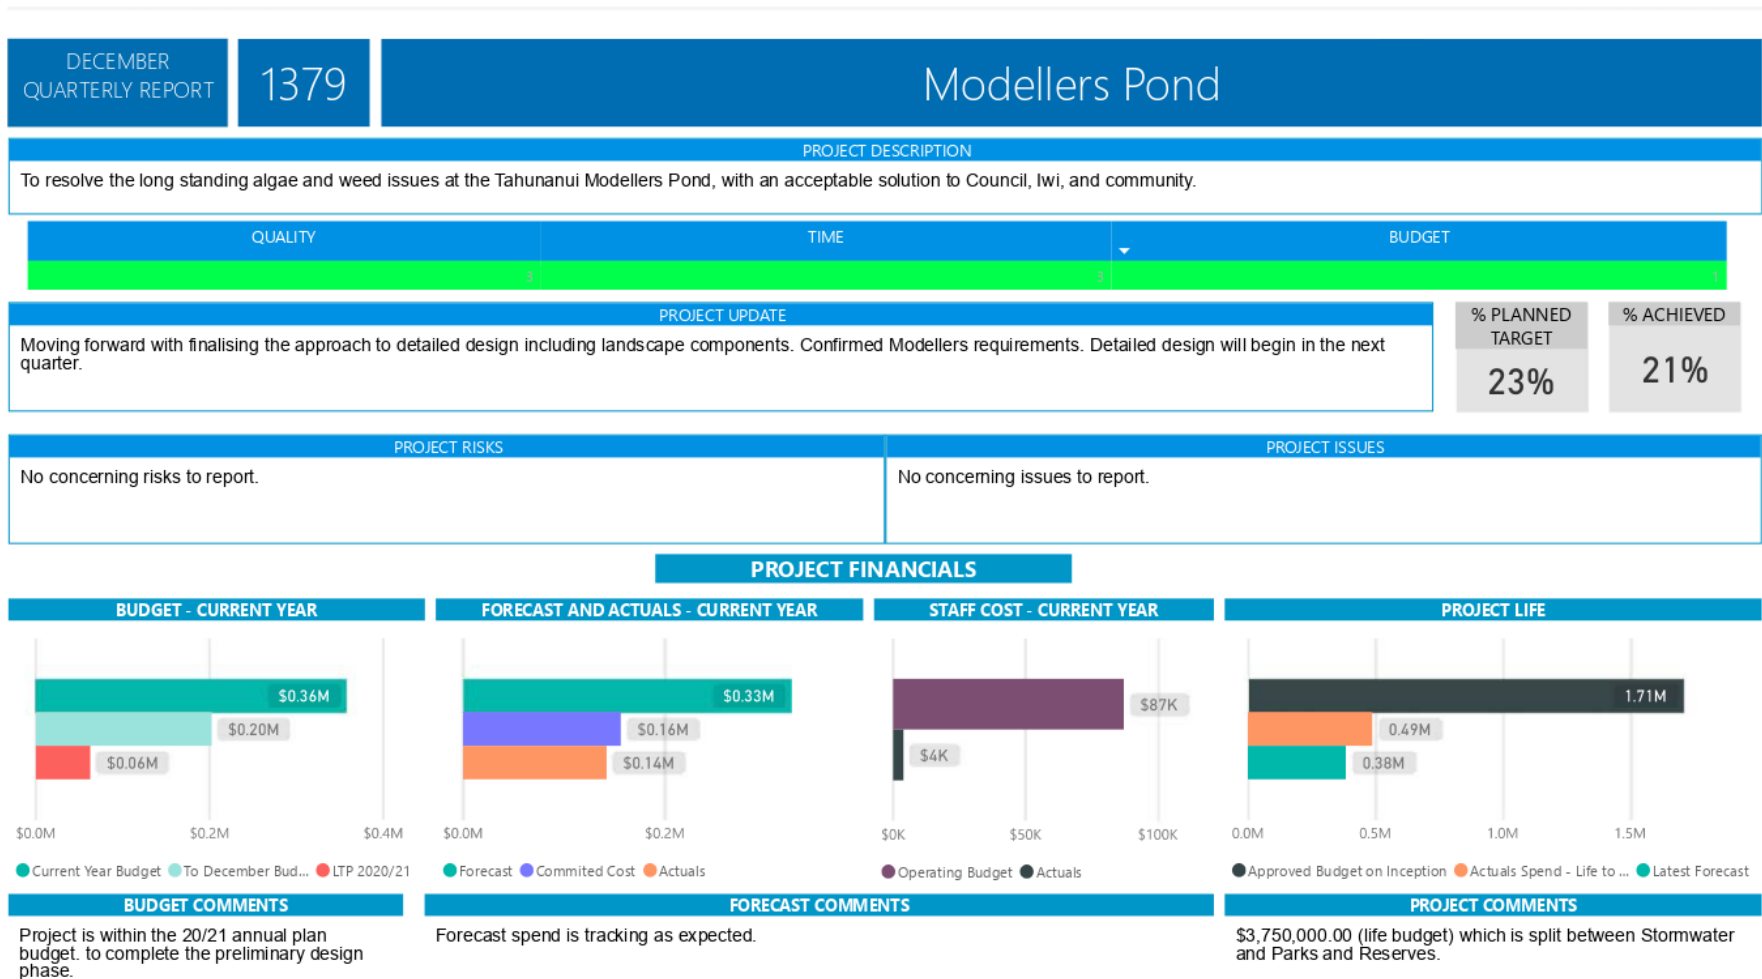 DECEMBER
QUARTERLY REPORT
1379
Modellers Pond
PROJECT DESCRIPTION
To resolve the long standing algae and weed issues at the Tahunanui Modellers Pond, with an acceptable solution to Council, Iwi, and community.
QUALITY TIME BUDGET
3 3 1
PROJECT UPDATE
Moving forward with finalising the approach to detailed design including landscape components. Confirmed Modellers requirements. Detailed design will begin in the next
quarter.
% PLANNED
TARGET
23%
% ACHIEVED
21%
PROJECT RISKS
No concerning risks to report.
PROJECT ISSUES
No concerning issues to report.
PROJECT FINANCIALS
BUDGET - CURRENT YEAR
$0.36M
$0.20M
$0.06M
$0.0M $0.2M $0.4M
Current Year Budget To December Bud... LTP 2020/21
FORECAST AND ACTUALS - CURRENT YEAR
$0.33M
$0.16M
$0.14M
$0.0M $0.2M
Forecast Commited Cost Actuals
STAFF COST - CURRENT YEAR
$87K
$4K
$0K $50K $100K
Operating Budget Actuals
PROJECT LIFE
1.71M
0.49M
0.38M
0.0M 0.5M 1.0M 1.5M
Approved Budget on Inception Actuals Spend - Life to ... Latest Forecast
BUDGET COMMENTS
Project is within the 20/21 annual plan
budget. to complete the preliminary design
phase.
FORECAST COMMENTS
Forecast spend is tracking as expected.
PROJECT COMMENTS
$3,750,000.00 (life budget) which is split between Stormwater
and Parks and Reserves.